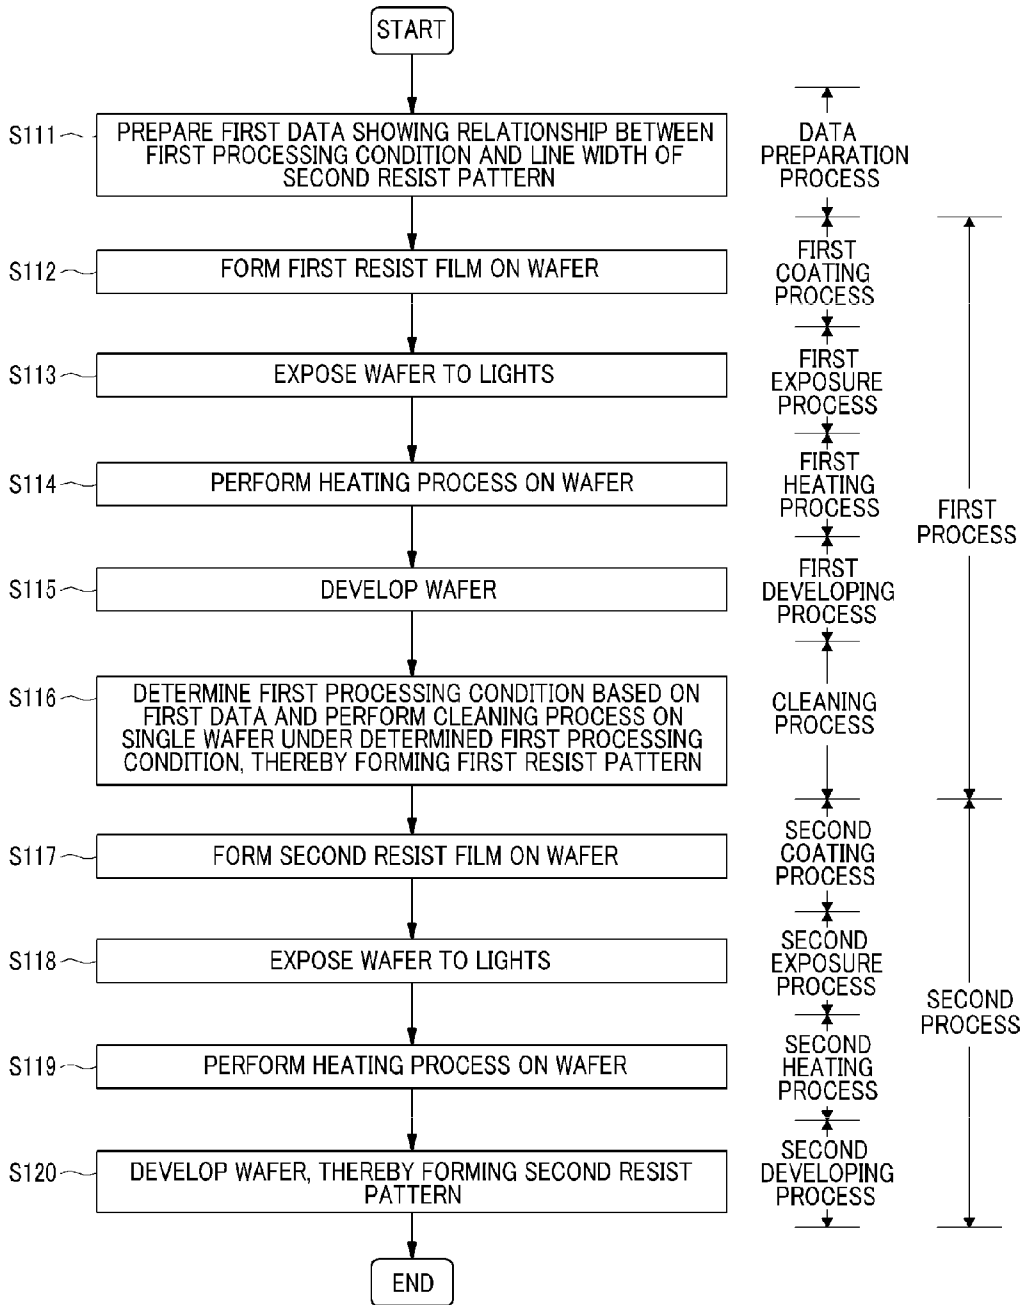 START
S111
PREPARE FIRST DATA SHOWING RELATIONSHIP BETWEEN
FIRST PROCESSING CONDITION AND LINE WIDTH OF
SECOND RESIST PATTERN
DATA
PREPARATION
PROCESS
S112
FORM FIRST RESIST FILM ON WAFER
FIRST
COATING
PROCESS
S113
EXPOSE WAFER TO LIGHTS
FIRST
EXPOSURE
PROCESS
S114
PERFORM HEATING PROCESS ON WAFER
FIRST
HEATING
PROCESS
FIRST
PROCESS
S115
DEVELOP WAFER
FIRST
DEVELOPING
PROCESS
S116
DETERMINE FIRST PROCESSING CONDITION BASED ON
FIRST DATA AND PERFORM CLEANING PROCESS ON
SINGLE WAFER UNDER DETERMINED FIRST PROCESSING
CONDITION, THEREBY FORMING FIRST RESIST PATTERN
CLEANING
PROCESS
S117
FORM SECOND RESIST FILM ON WAFER
SECOND
COATING
PROCESS
S118
EXPOSE WAFER TO LIGHTS
SECOND
EXPOSURE
PROCESS
SECOND
PROCESS
S119
PERFORM HEATING PROCESS ON WAFER
SECOND
HEATING
PROCESS
S120
DEVELOP WAFER, THEREBY FORMING SECOND RESIST
PATTERN
SECOND
DEVELOPING
PROCESS
END